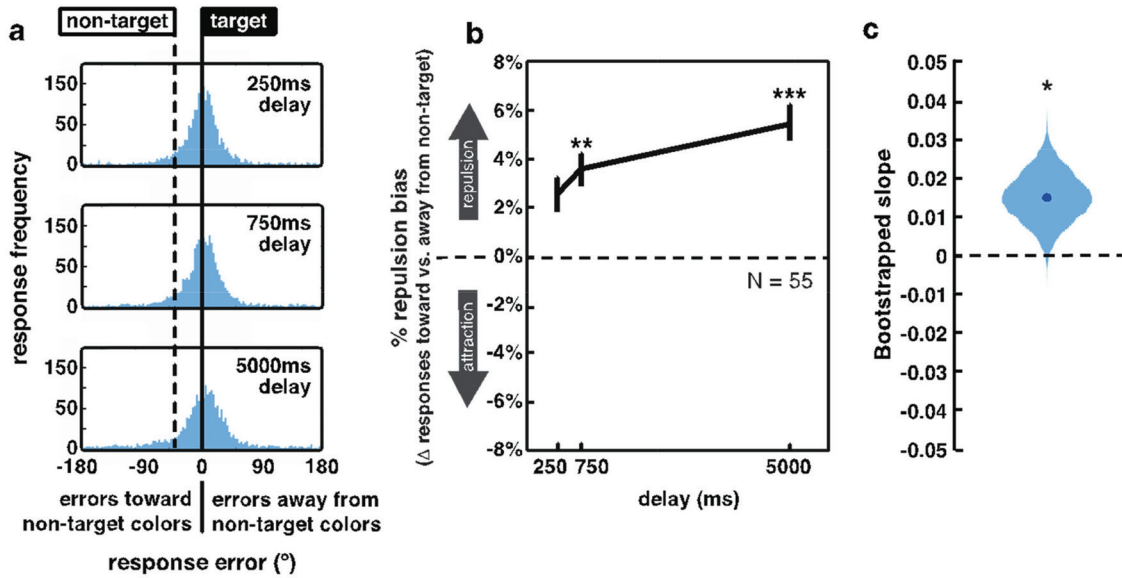 a
non-target
target
response frequency
150
50
0
250ms
delay
150
50
0
750ms
delay
150
50
0
5000ms
delay
-180
-90
0
90
180
errors toward
non-target colors
errors away from
non-target colors
response error (°)
b
% repulsion bias
(Δ responses toward vs. away from non-target)
repulsion
attraction
8%
6%
4%
2%
0%
-2%
-4%
-6%
-8%
**
***
N = 55
250
750
5000
delay (ms)
c
Bootstrapped slope
0.05
0.04
0.03
0.02
0.01
0
-0.01
-0.02
-0.03
-0.04
-0.05
*